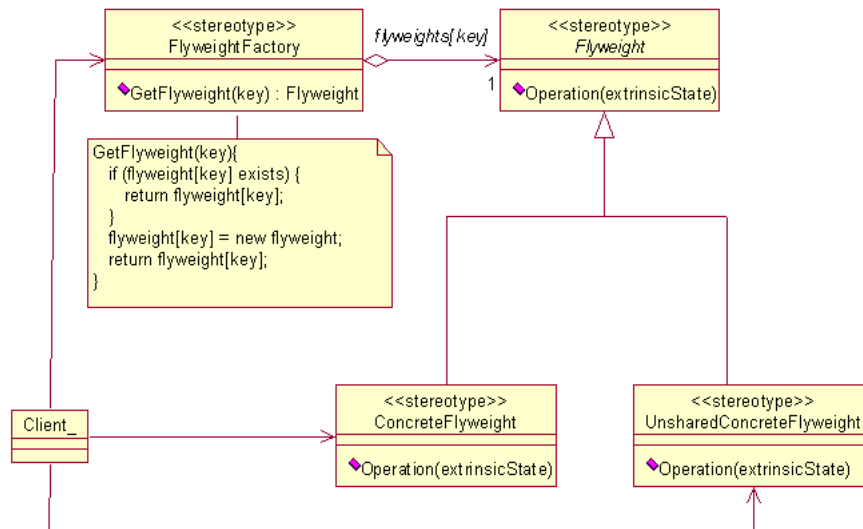 <<stereotype>>
FlyweightFactory
GetFlyweight(key) : Flyweight
flyweights[key]
1
<<stereotype>>
Flyweight
Operation(extrinsicState)
GetFlyweight(key){
if (flyweight[key] exists) {
return flyweight[key];
}
flyweight[key] = new flyweight;
return flyweight[key];
}
Client_
<<stereotype>>
ConcreteFlyweight
Operation(extrinsicState)
<<stereotype>>
UnsharedConcreteFlyweight
Operation(extrinsicState)